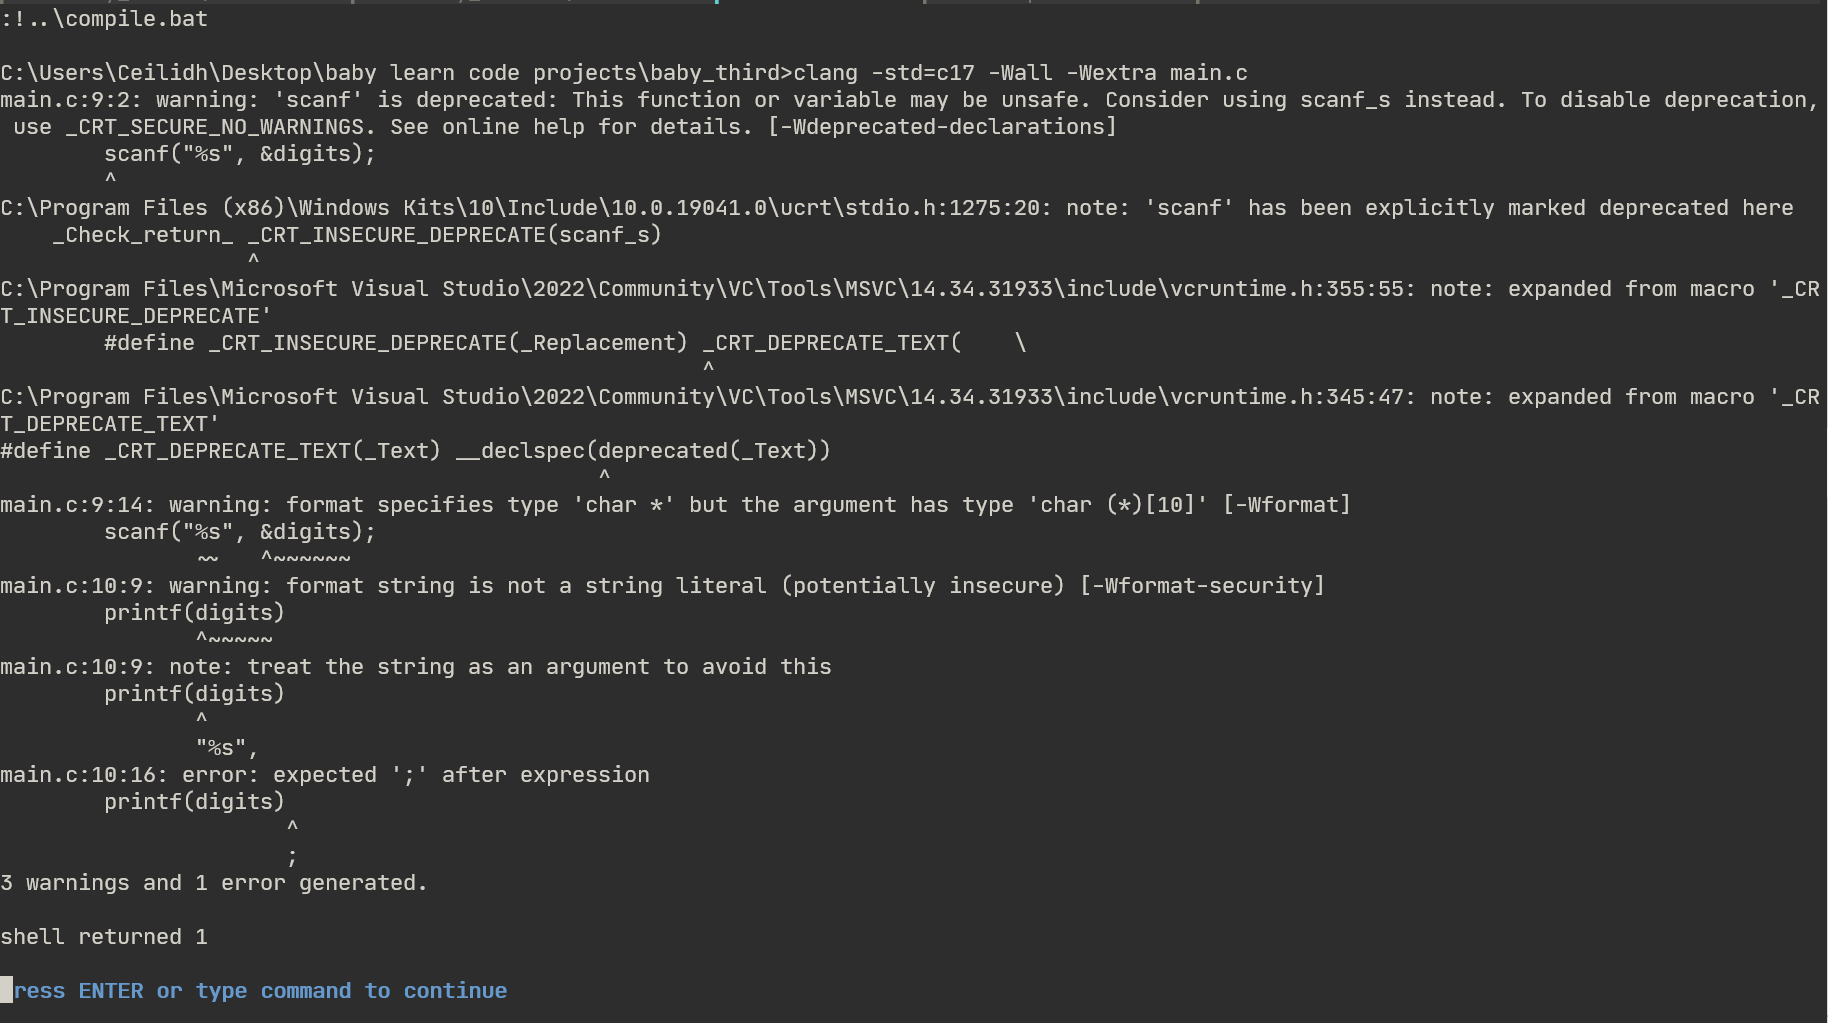 :!..\compile.bat
C:\Users\Ceilidh\Desktop\baby learn code projects\baby_third>clang -std=c17 -Wall -Wextra main.c
main.c:9:2: warning: 'scanf' is deprecated: This function or variable may be unsafe. Consider using scanf_s instead. To disable deprecation,
 use _CRT_SECURE_NO_WARNINGS. See online help for details. [-Wdeprecated-declarations]
        scanf("%s", &digits);
        ^
C:\Program Files (x86)\Windows Kits\10\Include\10.0.19041.0\ucrt\stdio.h:1275:20: note: 'scanf' has been explicitly marked deprecated here
    _Check_return_ _CRT_INSECURE_DEPRECATE(scanf_s)
                   ^
C:\Program Files\Microsoft Visual Studio\2022\Community\VC\Tools\MSVC\14.34.31933\include\vcruntime.h:355:55: note: expanded from macro '_CR
T_INSECURE_DEPRECATE'
        #define _CRT_INSECURE_DEPRECATE(_Replacement) _CRT_DEPRECATE_TEXT(    \
                                                      ^
C:\Program Files\Microsoft Visual Studio\2022\Community\VC\Tools\MSVC\14.34.31933\include\vcruntime.h:345:47: note: expanded from macro '_CR
T_DEPRECATE_TEXT'
#define _CRT_DEPRECATE_TEXT(_Text) __declspec(deprecated(_Text))
                                              ^
main.c:9:14: warning: format specifies type 'char *' but the argument has type 'char (*)[10]' [-Wformat]
        scanf("%s", &digits);
               ~~   ^~~~~~~
main.c:10:9: warning: format string is not a string literal (potentially insecure) [-Wformat-security]
        printf(digits)
               ^~~~~~
main.c:10:9: note: treat the string as an argument to avoid this
        printf(digits)
               ^
               "%s",
main.c:10:16: error: expected ';' after expression
        printf(digits)
                      ^
                      ;
3 warnings and 1 error generated.
shell returned 1
ress ENTER or type command to continue